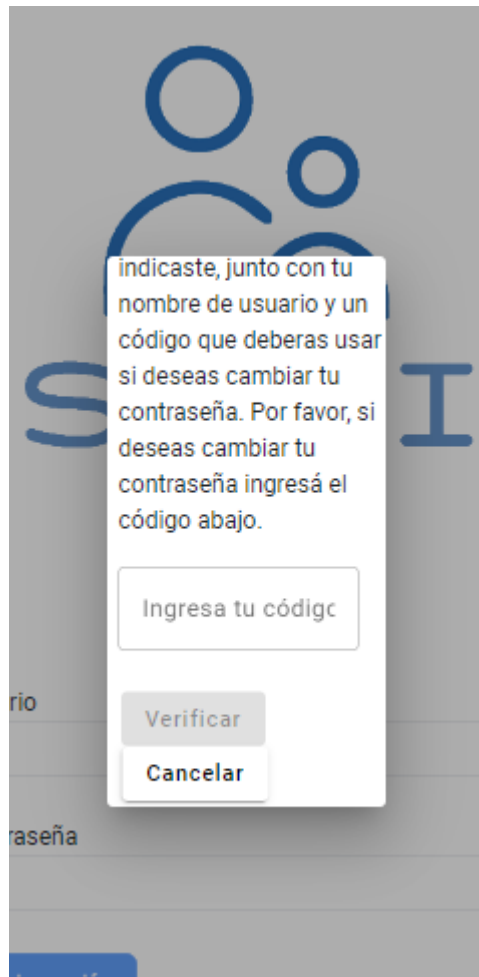 indicaste, junto con tu
nombre de usuario y un
código que deberas usar
si deseas cambiar tu
contraseña. Por favor, si
deseas cambiar tu
contraseña ingresá el
código abajo.
Ingresa tu código
rio
Verificar
Cancelar
raseña